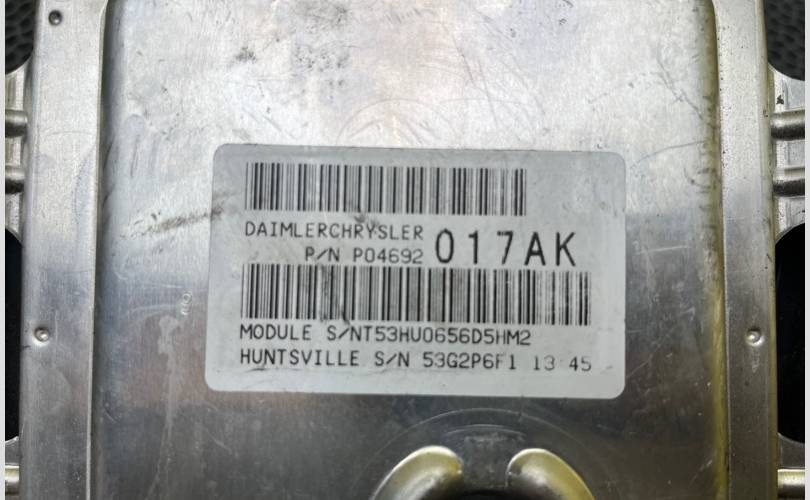 DAIMLERCHRYSLER
P/N P04692 017AK
MODULE S/NT53HU0656D5HM2
HUNTSVILLE S/N 53G2P6F1 13:45